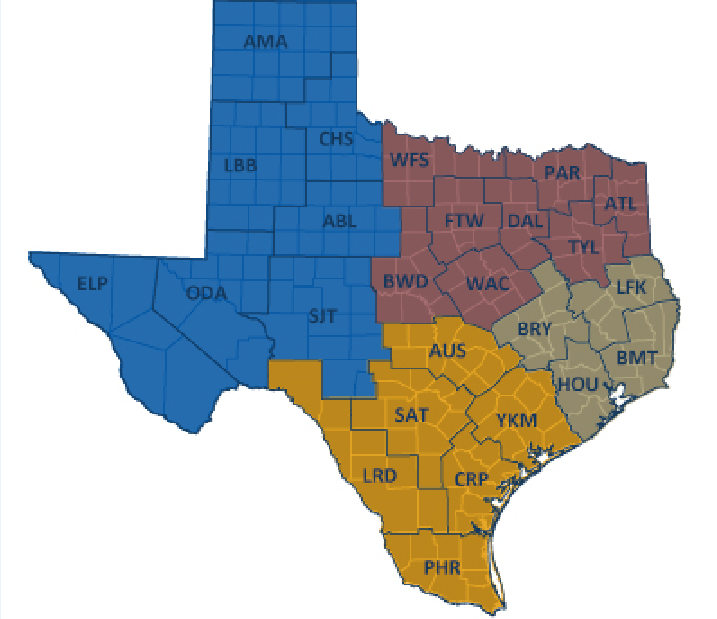 AMA
CHS
WFS
LBB
PAR
ATL
ABL
FTW
DAL
TYL
ELP
ODA
BWD
WAC
LFK
SJT
BRY
AUS
BMT
HOU
SAT
YKM
LRD
CRP
PHR